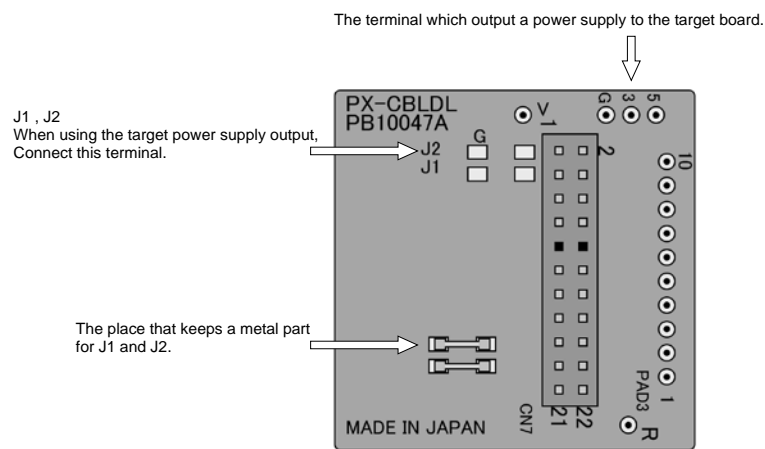 The terminal which output a power supply to the target board.
PX-CBLDL
PB10047A
V
G
3
5
J1 , J2
When using the target power supply output,
Connect this terminal.
J2
J1
G
1
2
10
The place that keeps a metal part
for J1 and J2.
PAD3
1
CN7
21
22
R
MADE IN JAPAN